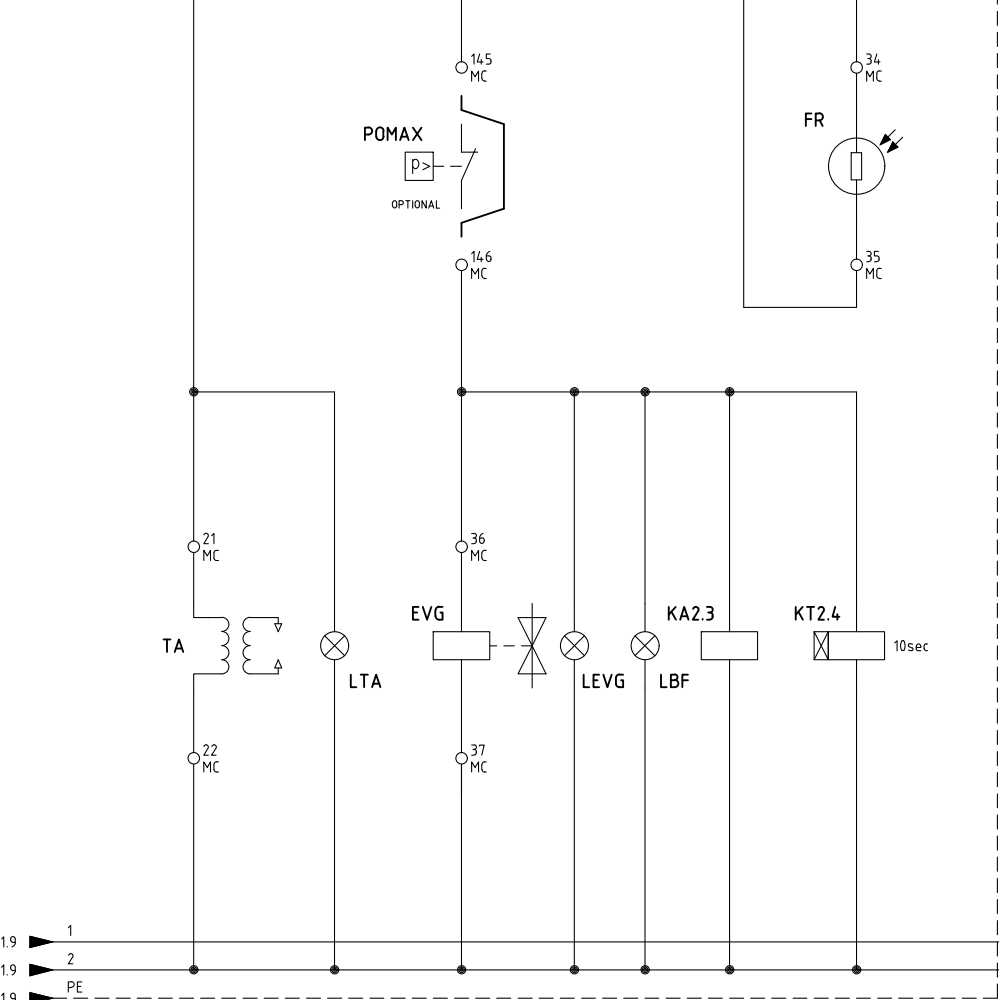 145
MC
34
MC
FR
POMAX
p>
OPTIONAL
146
MC
35
MC
21
MC
36
MC
EVG
KA2.3
KT2.4
TA
10sec
LTA
LEVG
LBF
22
MC
37
MC
1
1.9
2
1.9
PE
1.9